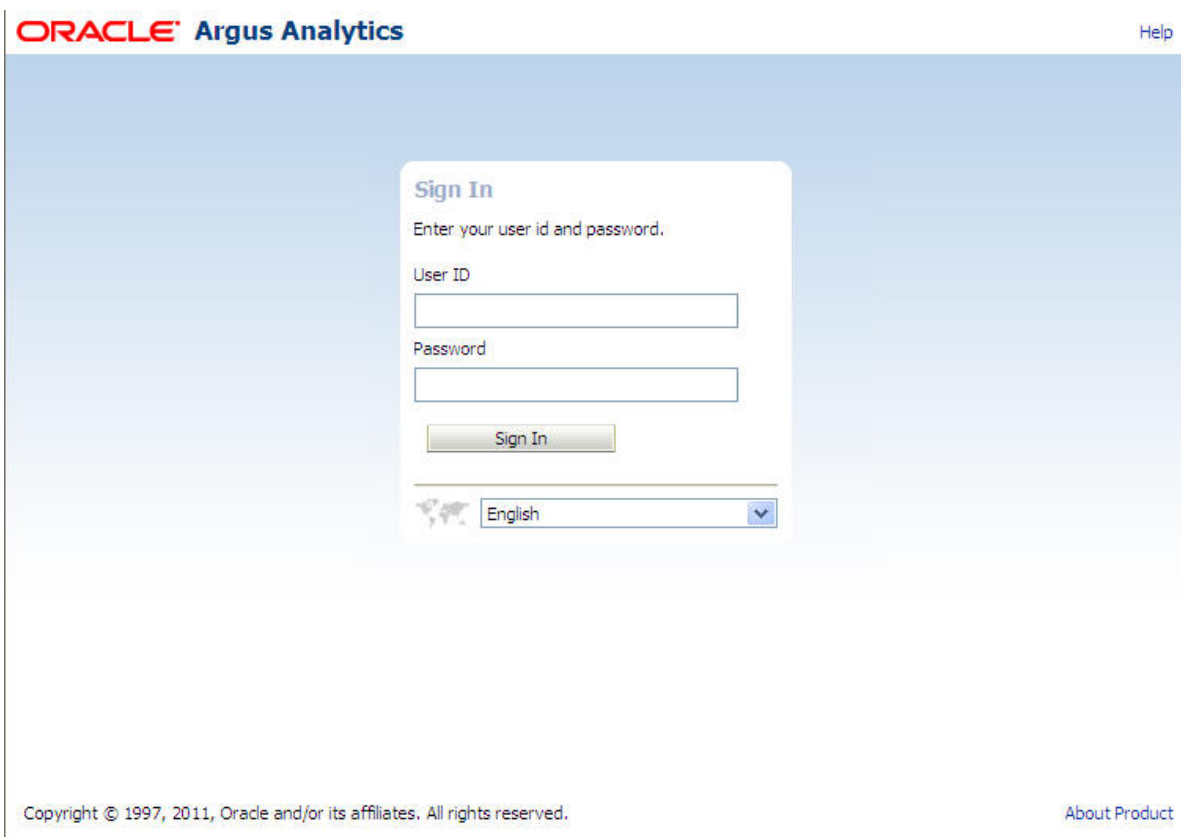 ORACLE Argus Analytics
Help
Sign In
Enter your user id and password.
User ID
Password
Sign In
English
Copyright © 1997, 2011, Oracle and/or its affiliates. All rights reserved.
About Product